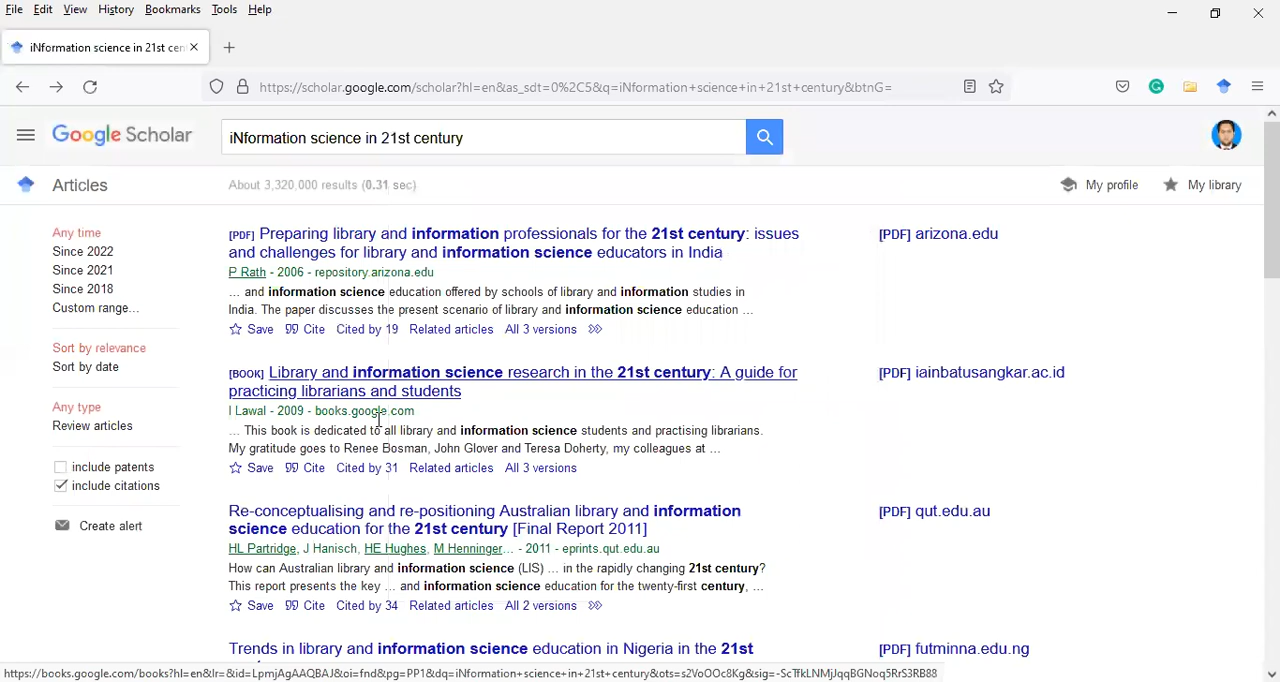 File Edit View History Bookmarks Tools Help
iNformation science in 21st cen
https://scholar.google.com/scholar?hl=en&as_sdt=0%2C5&q=iNformation+science+in+21st+century&btnG=
Google Scholar
iNformation science in 21st century
Articles
About 3,320,000 results (0.31 sec)
My profile
My library
Any time
Since 2022
Since 2021
Since 2018
Custom range...
Sort by relevance
Sort by date
Any type
Review articles
include patents
include citations
Create alert
[PDF] Preparing library and information professionals for the 21st century: issues
and challenges for library and information science educators in India
P Rath - 2006 - repository.arizona.edu
... and information science education offered by schools of library and information studies in
India. The paper discusses the present scenario of library and information science education ...
Save Cite Cited by 19 Related articles All 3 versions
[PDF] arizona.edu
[BOOK] Library and information science research in the 21st century: A guide for
practicing librarians and students
I Lawal - 2009 - books.google.com
... This book is dedicated to all library and information science students and practising librarians.
My gratitude goes to Renee Bosman, John Glover and Teresa Doherty, my colleagues at ...
Save Cite Cited by 31 Related articles All 3 versions
[PDF] iainbatusangkar.ac.id
Re-conceptualising and re-positioning Australian library and information
science education for the 21st century [Final Report 2011]
HL Partridge, J Hanisch, HE Hughes, M Henninger... - 2011 - eprints.qut.edu.au
How can Australian library and information science (LIS) ... in the rapidly changing 21st century?
This report presents the key ... and information science education for the twenty-first century, ...
Save Cite Cited by 34 Related articles All 2 versions
[PDF] qut.edu.au
Trends in library and information science education in Nigeria in the 21st
[PDF] futminna.edu.ng